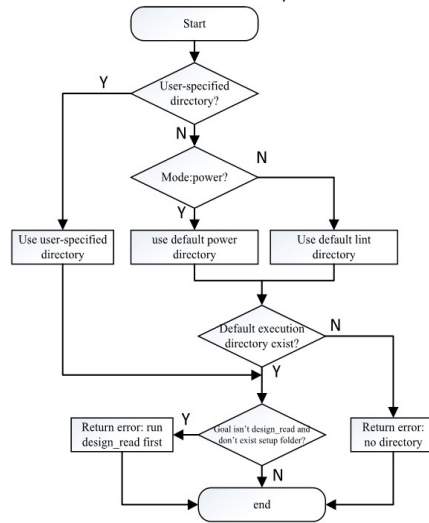 Start
Y
User-specified
directory?
N
Mode:power?
N
Y
Use user-specified
directory
use default power
directory
Use default lint
directory
Default execution
directory exist?
N
Y
Return error: run
design_read first
Y
Goal isn't design_read and
don't exist setup folder?
Return error:
no directory
N
end